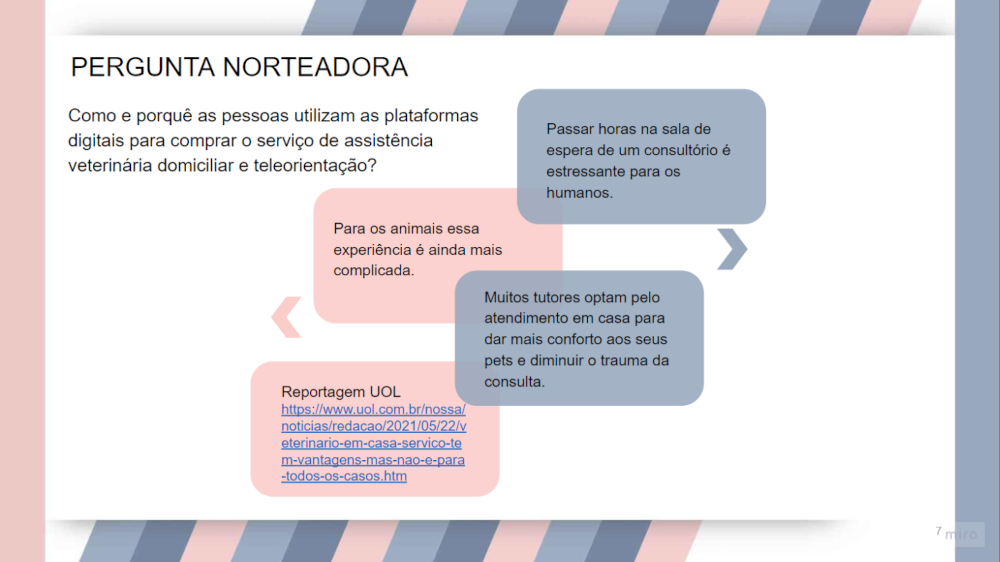 PERGUNTA NORTEADORA
Como e porquê as pessoas utilizam as plataformas
digitais para comprar o serviço de assistência
veterinária domiciliar e teleorientação?
Passar horas na sala de
espera de um consultório é
estressante para os
humanos.
Para os animais essa
experiência é ainda mais
complicada.
Muitos tutores optam pelo
atendimento em casa para
dar mais conforto aos seus
pets e diminuir o trauma da
consulta.
Reportagem UOL
https://www.uol.com.br/nossa/
noticias/redacao/2021/05/22/v
eterinario-em-casa-servico-te
m-vantagens-mas-nao-e-para
-todos-os-casos.htm
7
miro